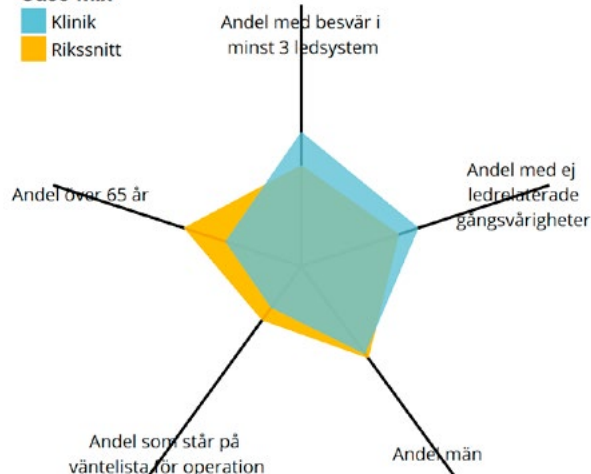 Klinik
Rikssnitt
Andel med besvär i
minst 3 ledsystem
Andel med ej
ledrelaterade
gångsvårigheter
Andel över 65 år
Andel som står på
väntelista för operation
Andel män